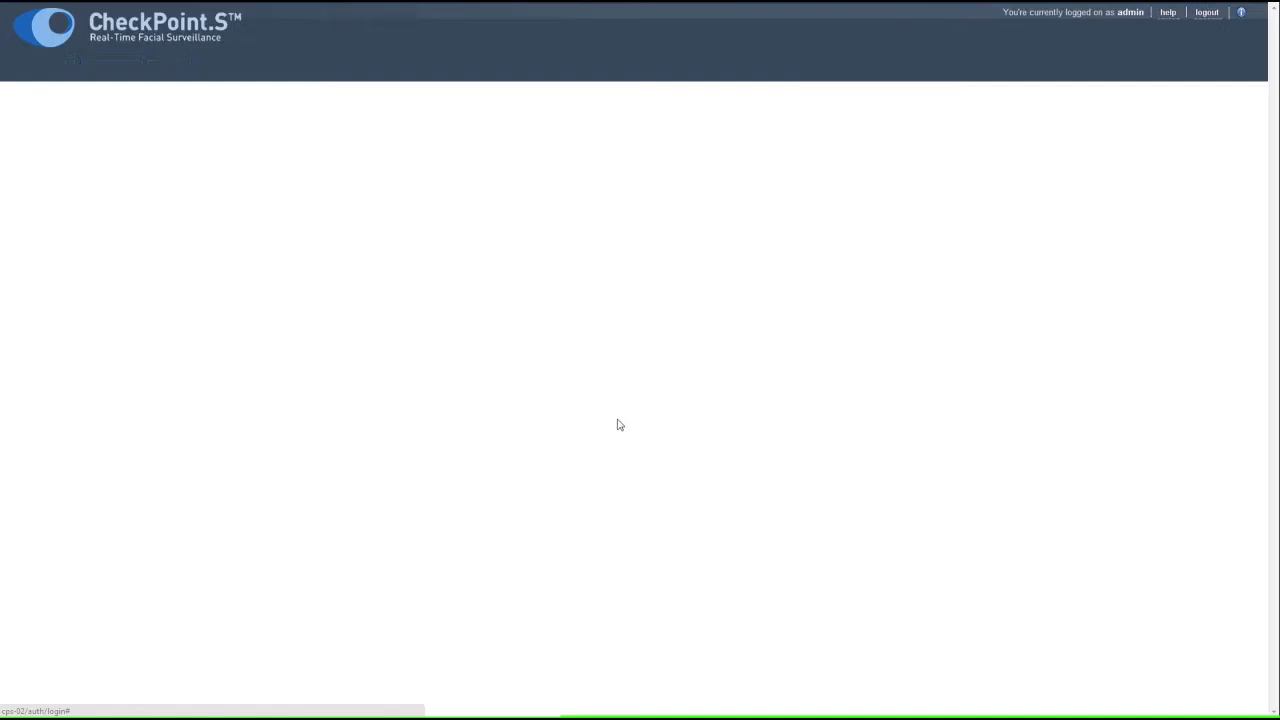 CheckPoint.S™
Real-Time Facial Surveillance
You're currently logged on as admin | help | logout |
cps-02/auth/login#